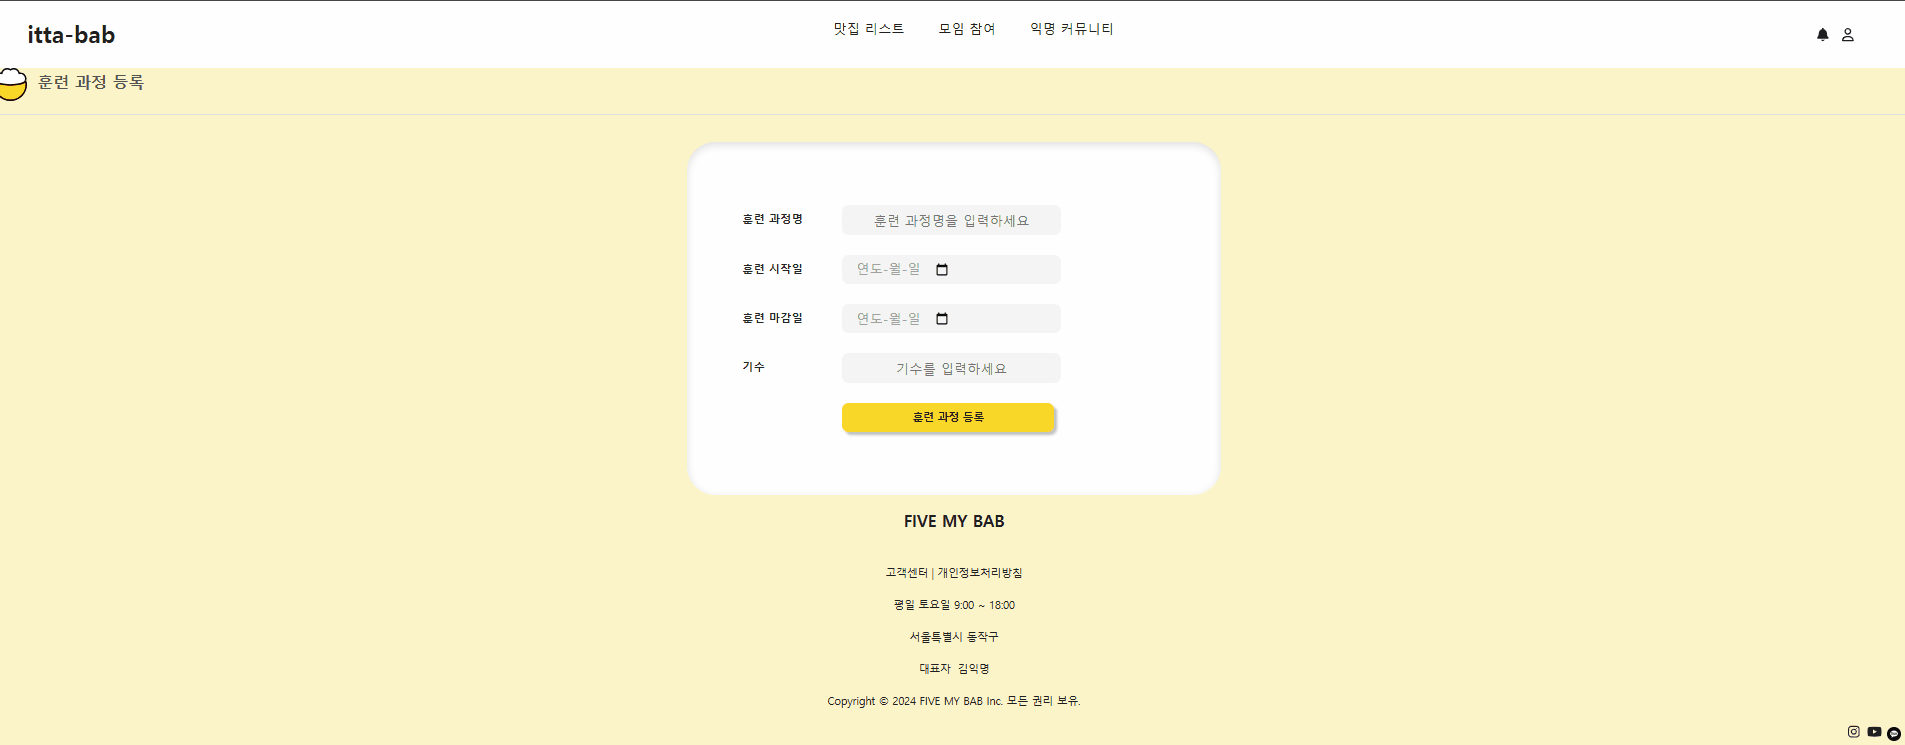 itta-bab
맛집 리스트 모임 참여 익명 커뮤니티
훈련 과정 등록
훈련 과정명 훈련 과정명을 입력하세요
훈련 시작일 연도-월-일
훈련 마감일 연도-월-일
기수 기수를 입력하세요
훈련 과정 등록
FIVE MY BAB
고객센터 | 개인정보처리방침
평일 토요일 9:00 ~ 18:00
서울특별시 동작구
대표자 김익명
Copyright © 2024 FIVE MY BAB Inc. 모든 권리 보유.